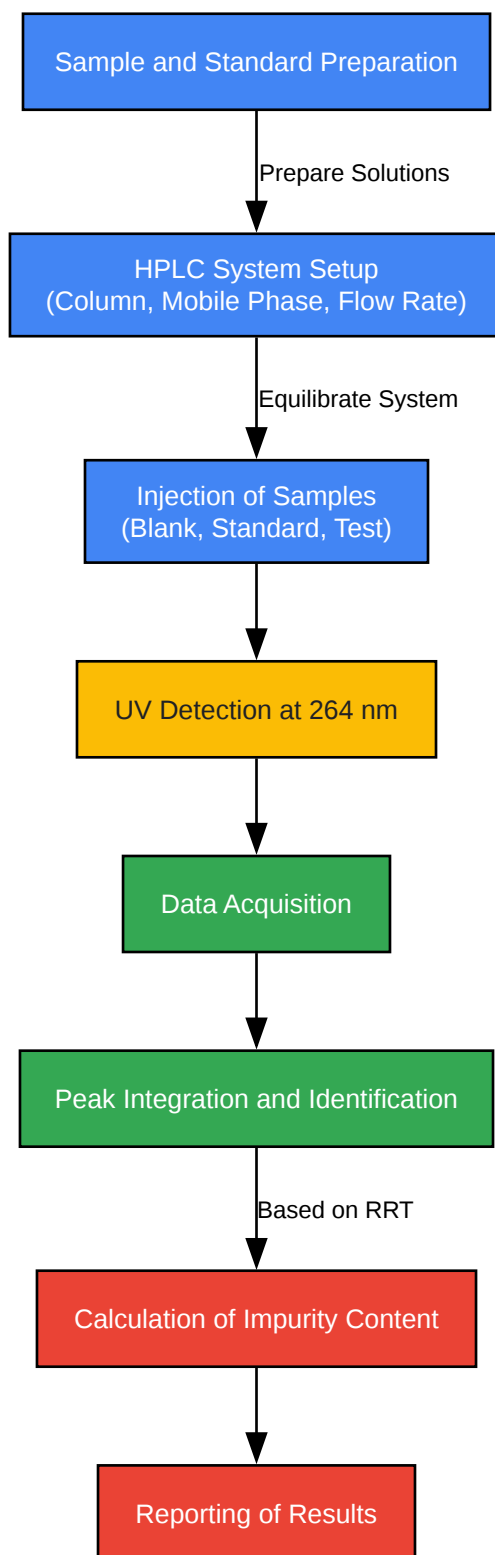 Sample and Standard Preparation
Prepare Solutions
HPLC System Setup
(Column, Mobile Phase, Flow Rate)
Equilibrate System
Injection of Samples
(Blank, Standard, Test)
UV Detection at 264 nm
Data Acquisition
Peak Integration and Identification
Based on RRT
Calculation of Impurity Content
Reporting of Results